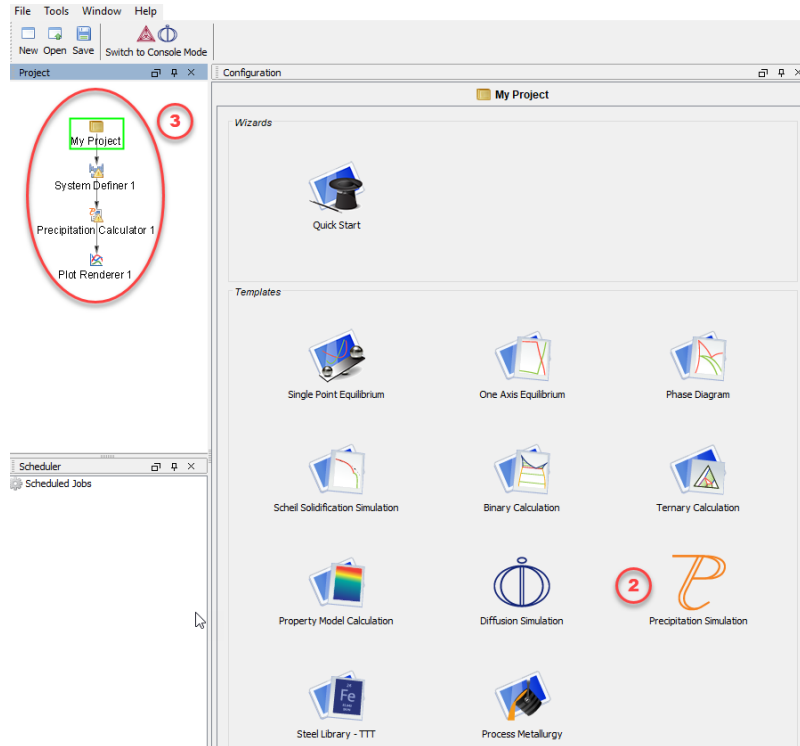 File Tools Window Help
New Open Save Switch to Console Mode
Project
Configuration
My Project
3
My Project
System Definer 1
Precipitation Calculator 1
Plot Renderer 1
Wizards
Quick Start
Templates
Single Point Equilibrium
One Axis Equilibrium
Phase Diagram
Scheil Solidification Simulation
Binary Calculation
Ternary Calculation
2
Property Model Calculation
Diffusion Simulation
Precipitation Simulation
Fe
Steel Library - TTT
Process Metallurgy
Scheduler
Scheduled Jobs